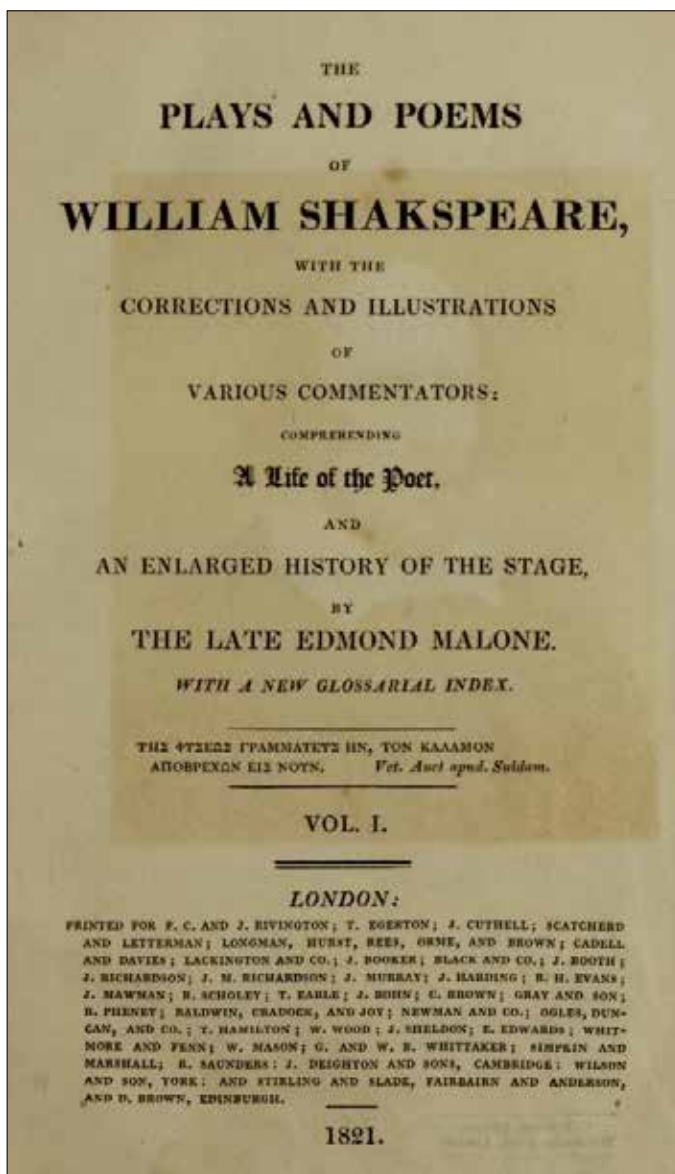 THE
PLAYS AND POEMS
OF
WILLIAM SHAKSPEARE,
WITH THE
CORRECTIONS AND ILLUSTRATIONS
OF
VARIOUS COMMENTATORS:
COMPREHENDING
A Life of the Poet,
AND
AN ENLARGED HISTORY OF THE STAGE,
BY
THE LATE EDMOND MALONE.
WITH A NEW GLOSSARIAL INDEX.
ΤΗΣ ΦΥΣΕΩΣ ΓΡΑΜΜΑΤΕΥΣ ΗΝ, ΤΟΝ ΚΑΛΑΜΟΝ
ΑΠΟΒΡΕΧΩΝ ΕΙΣ ΝΟΥΝ. Vet. Auct apud. Suidam.
VOL. I.
LONDON:
PRINTED FOR F. C. AND J. RIVINGTON; T. EGERTON; J. CUTHELL; SCATCHERD
AND LETTERMAN; LONGMAN, HURST, REES, ORME, AND BROWN; CADELL
AND DAVIES; LACKINGTON AND CO.; J. BOOKER; BLACK AND CO.; J. BOOTH;
J. RICHARDSON; J. M. RICHARDSON; J. MURRAY; J. HARDING; R. H. EVANS;
J. MAWMAN; R. SCHOLEY; T. EARLE; J. BOHN; C. BROWN; GRAY AND SON;
R. PHENEY; BALDWIN, CRADOCK, AND JOY; NEWMAN AND CO.; OGLES, DUN-
CAN, AND CO.; T. HAMILTON; W. WOOD; J. SHELDON; E. EDWARDS; WHIT-
MORE AND FENN; W. MASON; G. AND W. B. WHITTAKER; SIMPKIN AND
MARSHALL; R. SAUNDERS: J. DEIGHTON AND SONS, CAMBRIDGE: WILSON
AND SON, YORK: AND STIRLING AND SLADE, FAIRBAIRN AND ANDERSON,
AND D. BROWN, EDINBURGH.
1821.